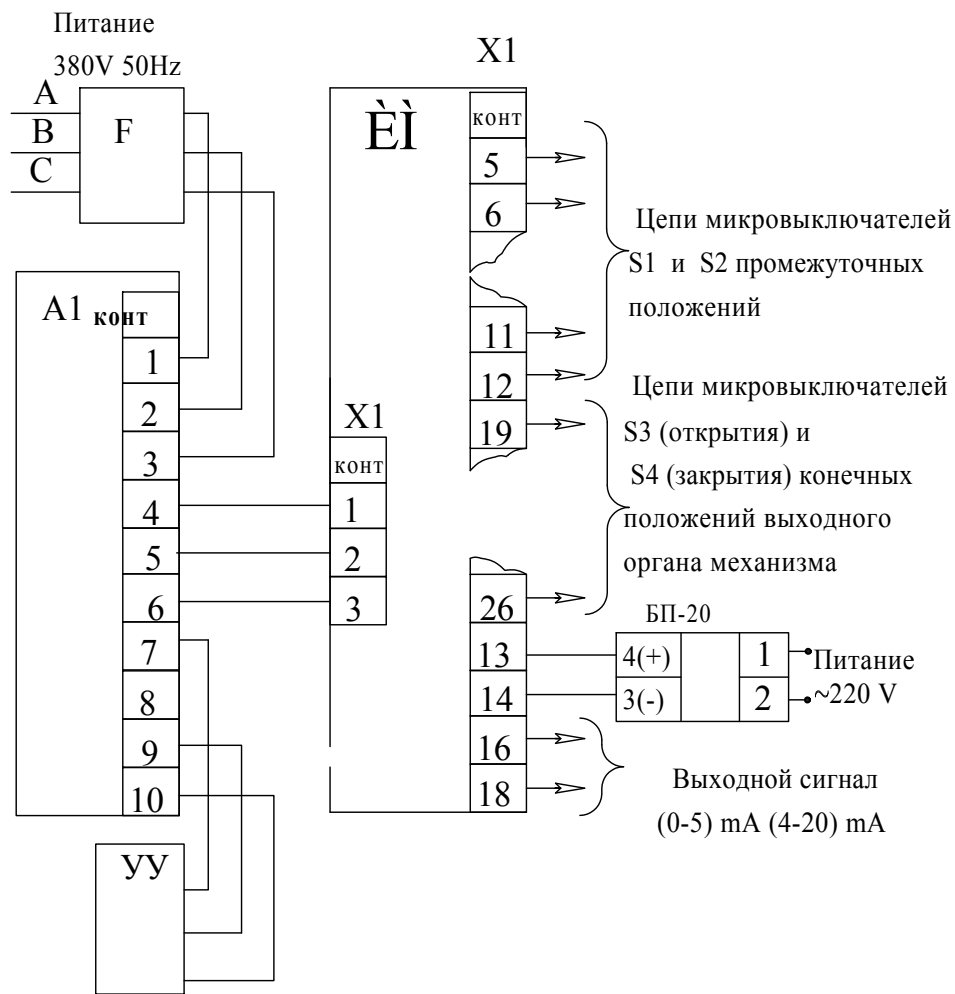 Питание
380V 50Hz
A
B
C
F
A1
конт
1
2
3
4
5
6
7
8
9
10
УУ
X1
конт
1
2
3
ÈÌ
X1
конт
5
6
11
12
19
26
13
14
16
18
Цепи микровыключателей
S1 и S2 промежуточных
положений
Цепи микровыключателей
S3 (открытия) и
S4 (закрытия) конечных
положений выходного
органа механизма
БП-20
4(+)
3(-)
1
2
Питание
~220 V
Выходной сигнал
(0-5) mA (4-20) mA